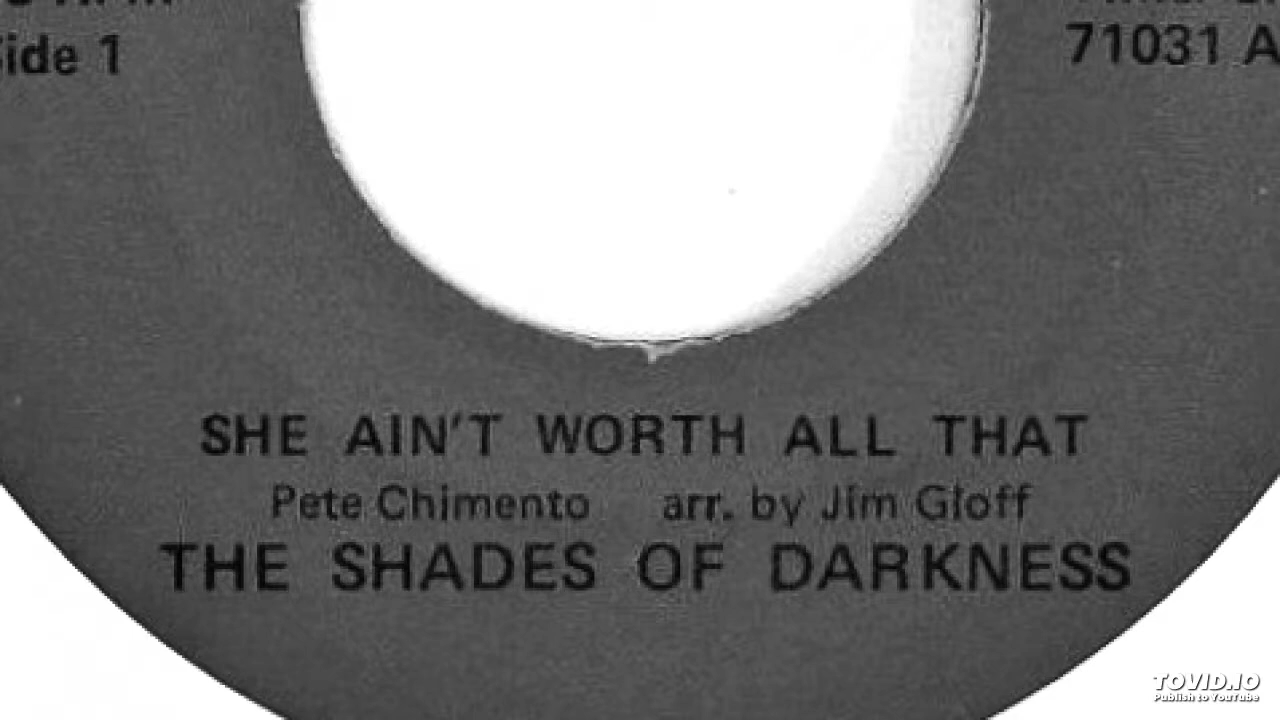 Side 1
71031 A
SHE AIN'T WORTH ALL THAT
Pete Chimento arr. by Jim Gloff
THE SHADES OF DARKNESS
TOVID.IO
Publish to YouTube